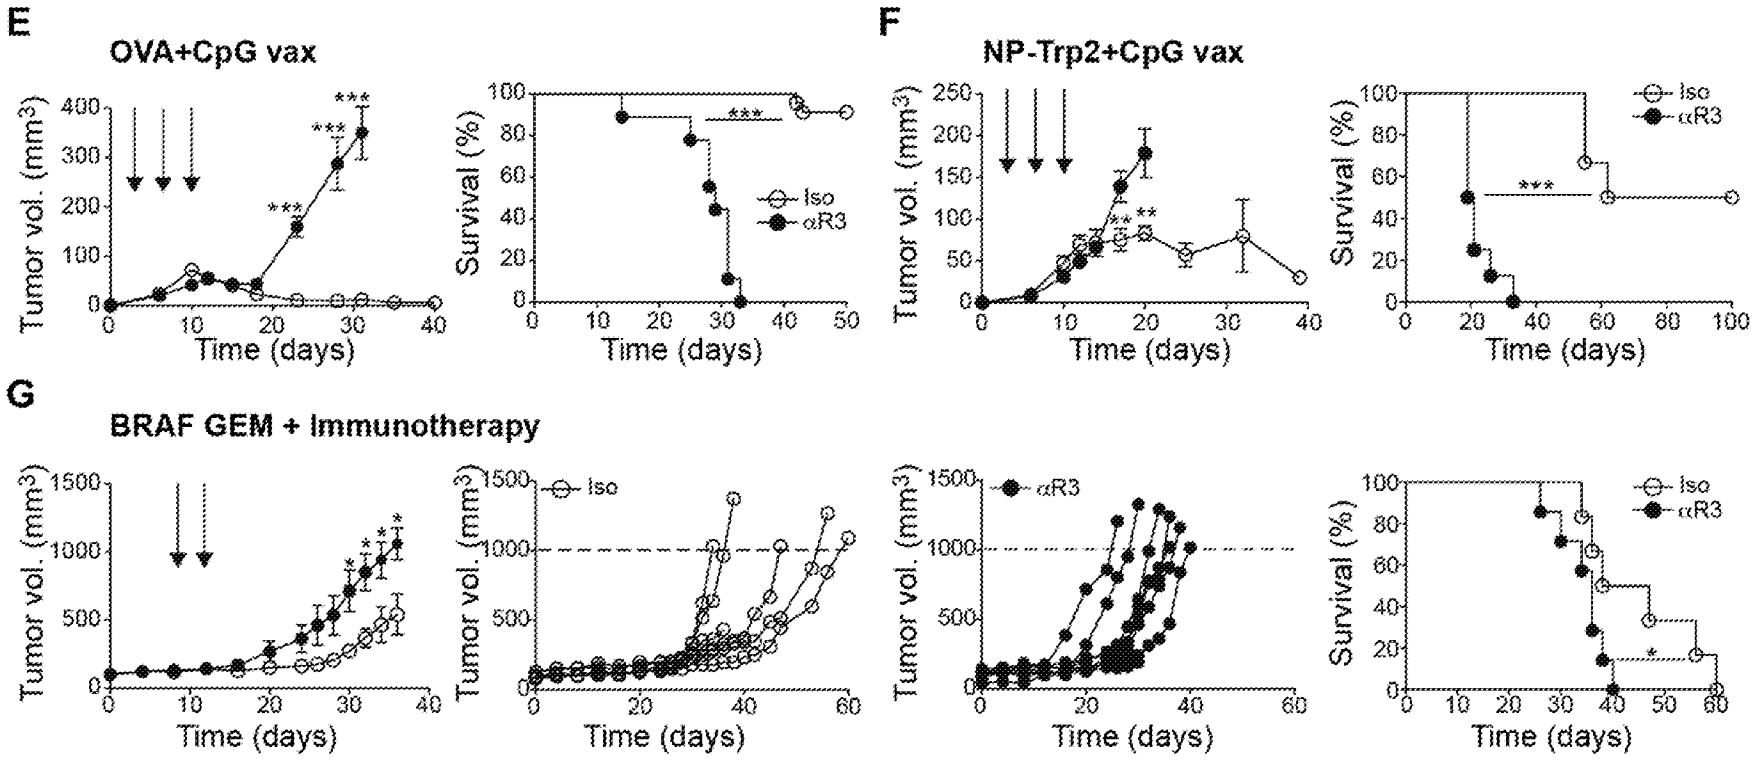 E
OVA+CpG vax
Tumor vol. (mm³)
400
300
200
100
0
***
***
***
0 10 20 30 40
Time (days)
Survival (%)
100
80
60
40
20
0
***
Iso
αR3
0 10 20 30 40 50
Time (days)
F
NP-Trp2+CpG vax
Tumor vol. (mm³)
250
200
150
100
50
0
** **
0 10 20 30 40
Time (days)
Survival (%)
100
80
60
40
20
0
***
Iso
αR3
0 20 40 60 80 100
Time (days)
G
BRAF GEM + Immunotherapy
Tumor vol. (mm³)
1500
1000
500
0
* * * *
0 10 20 30 40
Time (days)
Tumor vol. (mm³)
1500
1000
500
0
Iso
0 20 40 60
Time (days)
Tumor vol. (mm³)
1500
1000
500
0
αR3
0 20 40 60
Time (days)
Survival (%)
100
80
60
40
20
0
Iso
αR3
*
0 10 20 30 40 50 60
Time (days)